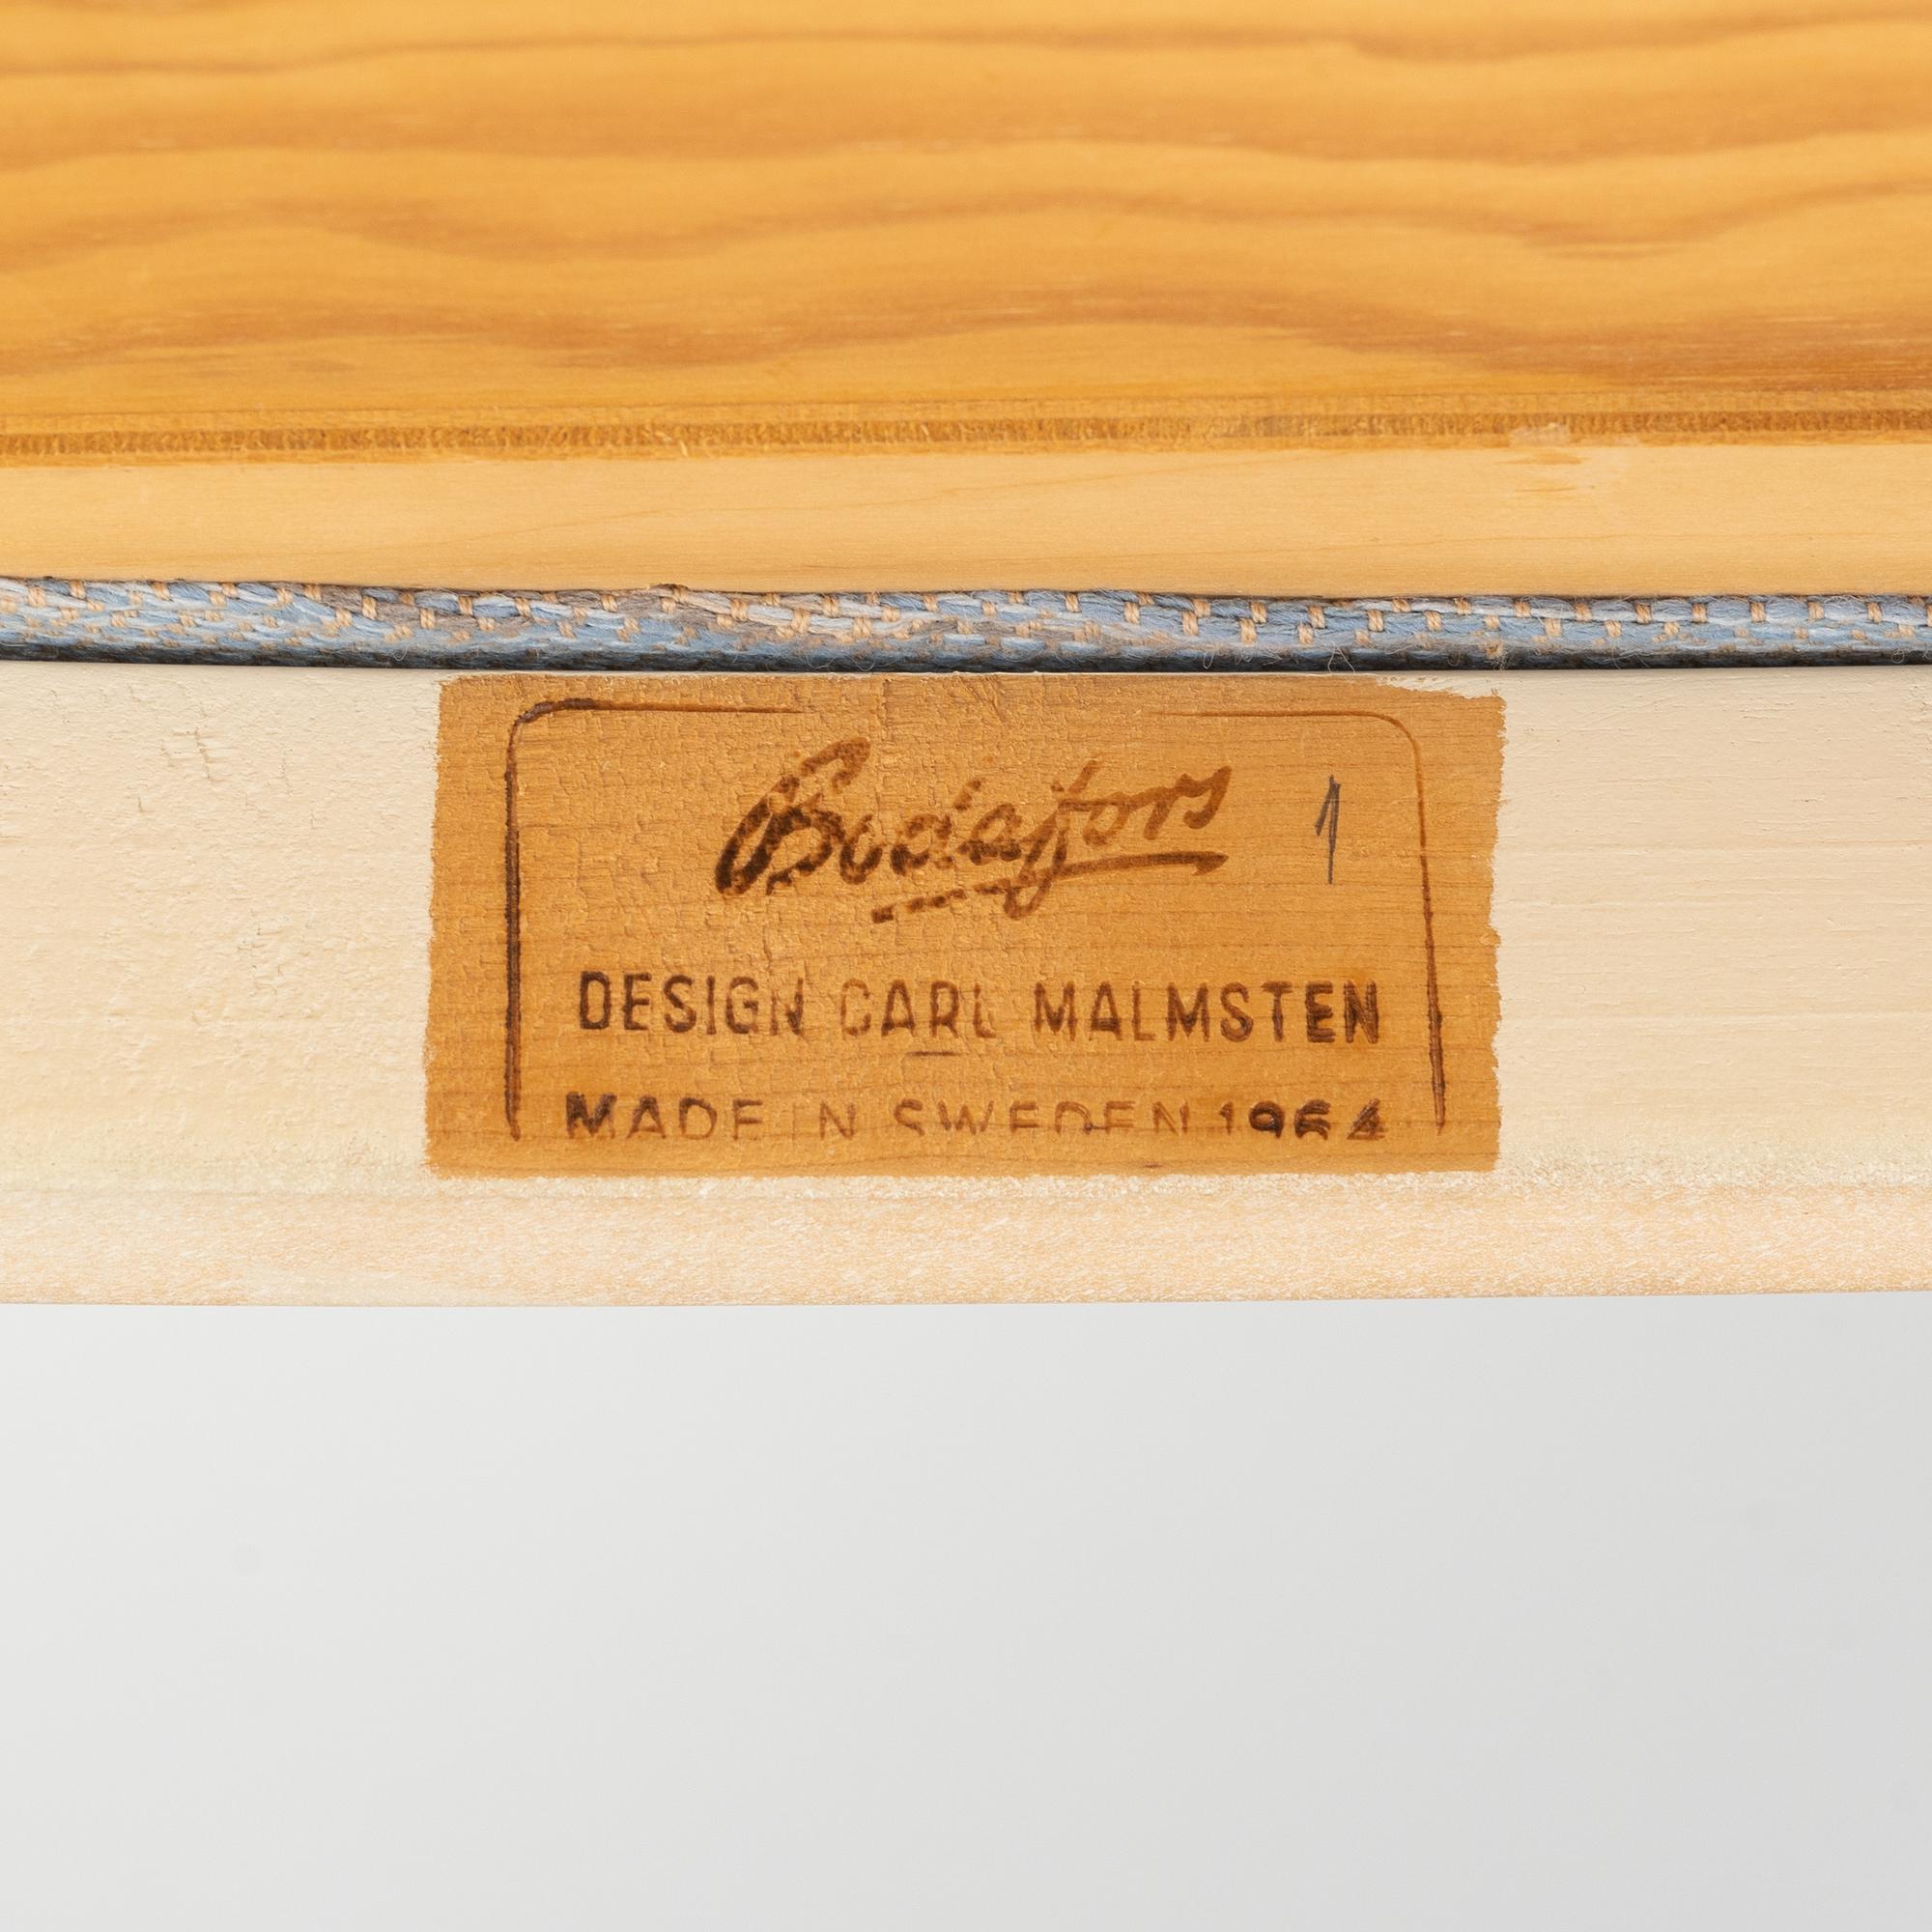 Bodafors 1
DESIGN CARL MALMSTEN
MADE IN SWEDEN 1964